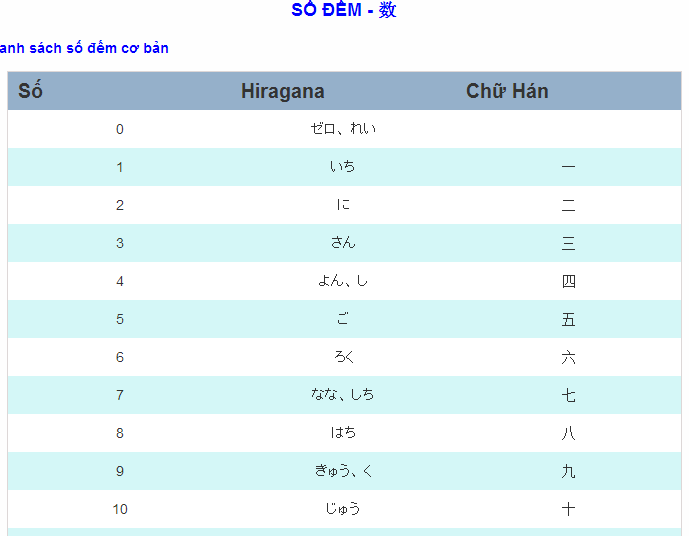 SỐ ĐẾM - 数
anh sách số đếm cơ bản
Số Hiragana Chữ Hán
0 ゼロ、れい
1 いち 一
2 に 二
3 さん 三
4 よん、し 四
5 ご 五
6 ろく 六
7 なな、しち 七
8 はち 八
9 きゅう、く 九
10 じゅう 十